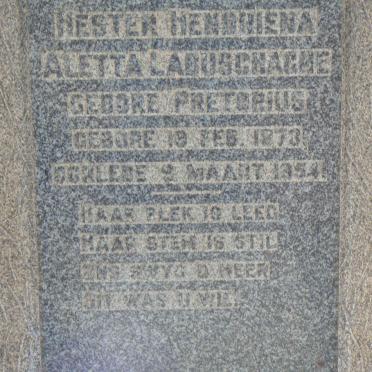 HESTER HENDRIENA
ALETTA LABUSCHAGNE
GEBORE PRETORIUS
GEBORE 19 FEB. 1873
OORLEDE 2 MAART 1954
HAAR PLEK IS LEEG
HAAR STEM IS STIL
ONS SWYG O HEER
DIT WAS U WIL